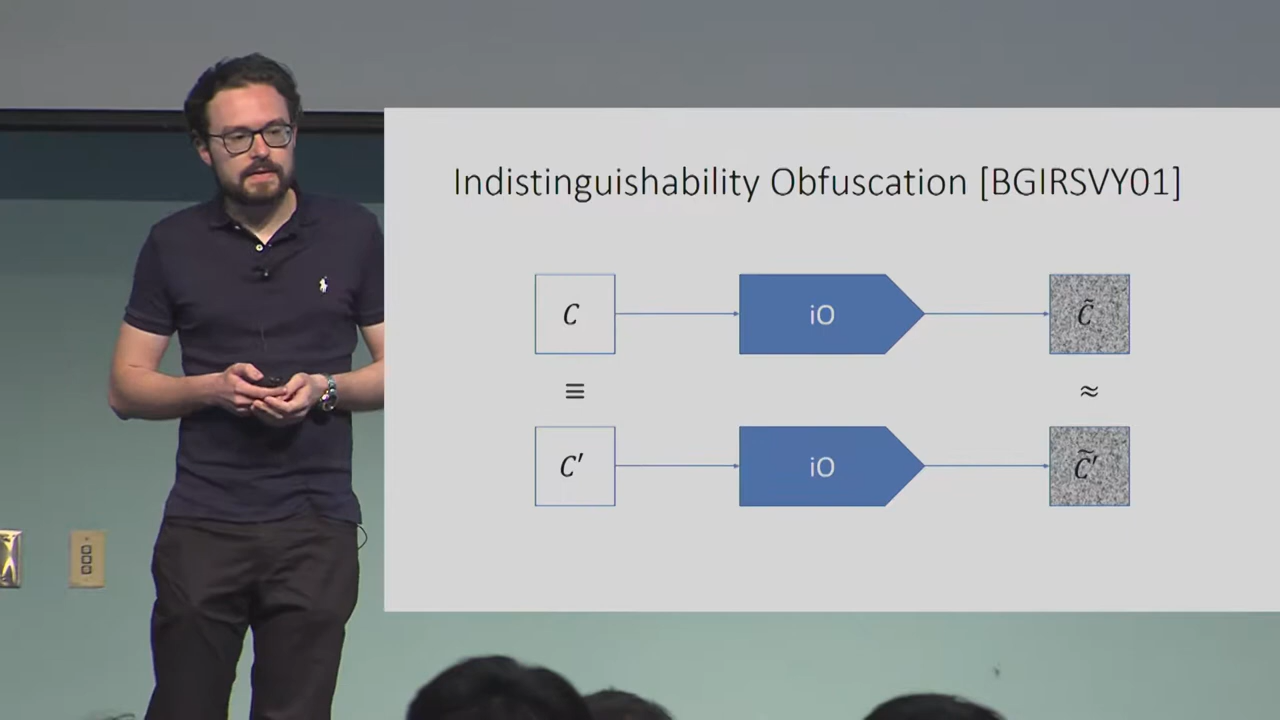 Indistinguishability Obfuscation [BGIRSVY01]
C
iO
C̃
≡
≈
C′
iO
C̃′